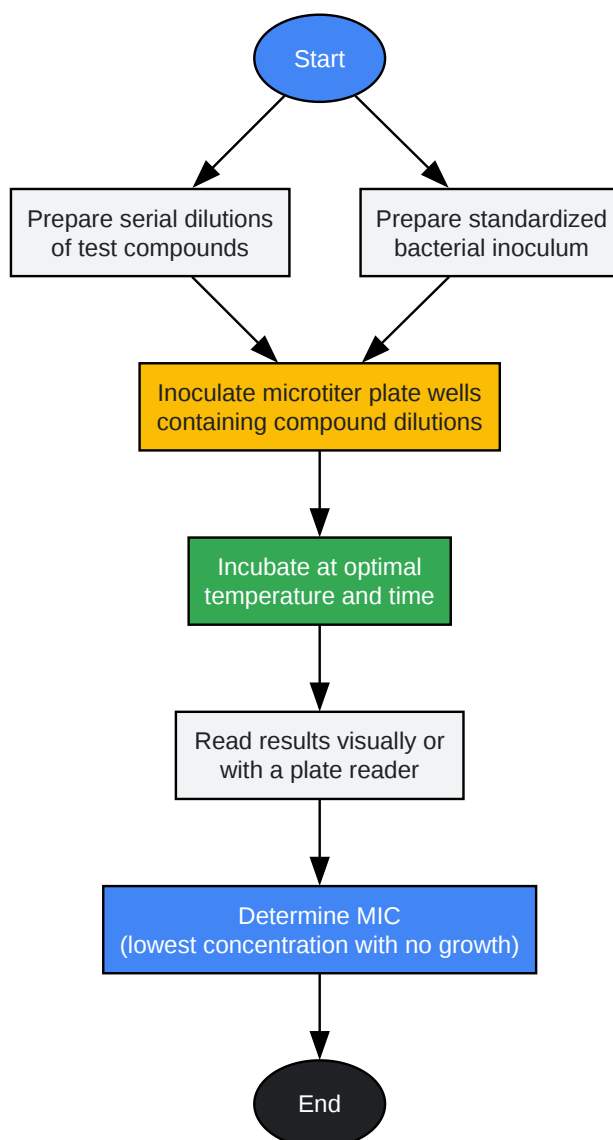 Start
Prepare serial dilutions
of test compounds
Prepare standardized
bacterial inoculum
Inoculate microtiter plate wells
containing compound dilutions
Incubate at optimal
temperature and time
Read results visually or
with a plate reader
Determine MIC
(lowest concentration with no growth)
End